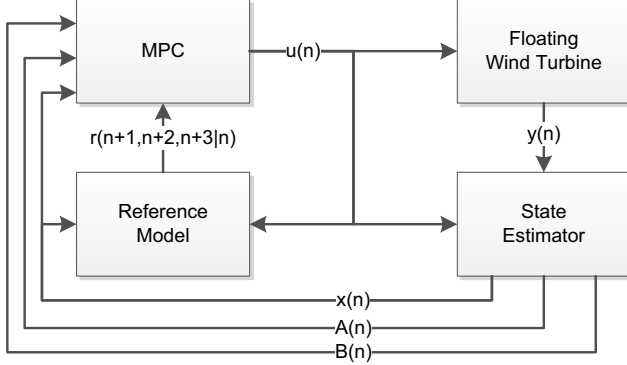 MPC
u(n)
Floating
Wind Turbine
r(n+1,n+2,n+3|n)
y(n)
Reference
Model
State
Estimator
x(n)
A(n)
B(n)